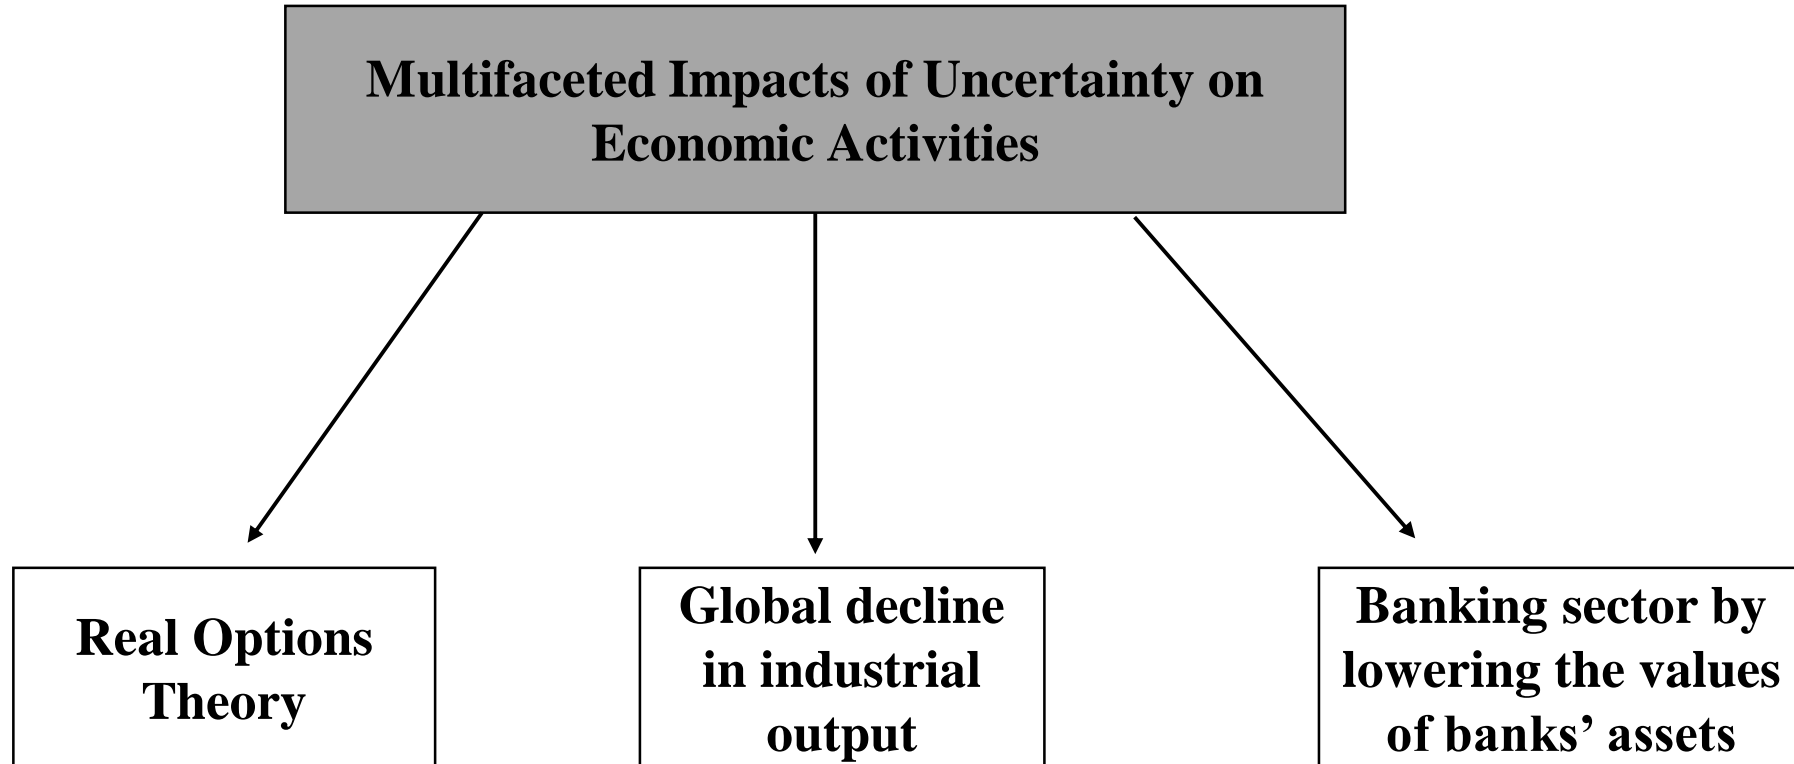 Multifaceted Impacts of Uncertainty on
Economic Activities
Real Options
Theory
Global decline
in industrial
output
Banking sector by
lowering the values
of banks’ assets